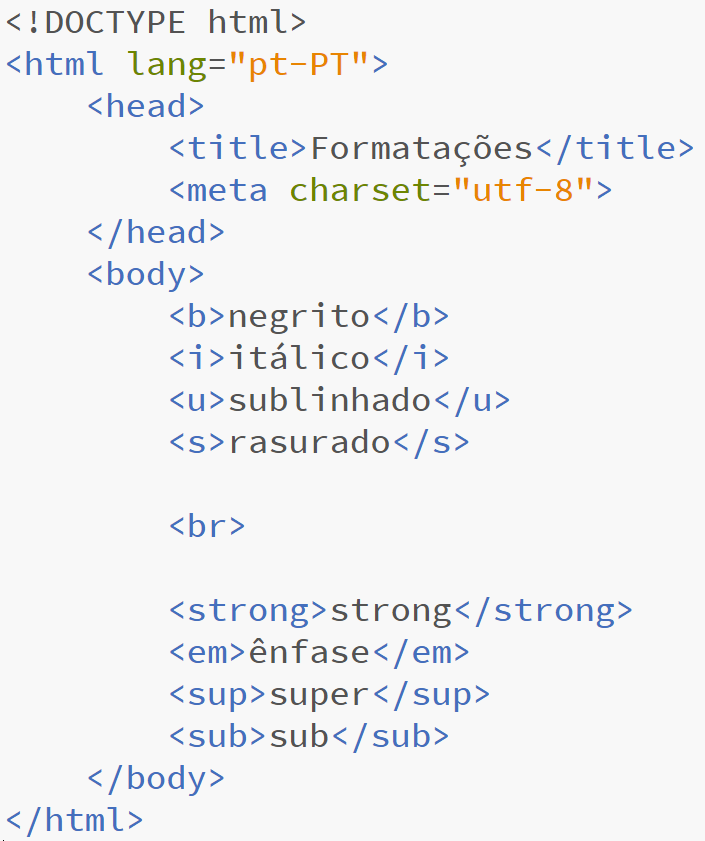 <!DOCTYPE html>
<html lang="pt-PT">
<head>
<title>Formatações</title>
<meta charset="utf-8">
</head>
<body>
<b>negrito</b>
<i>itálico</i>
<u>sublinhado</u>
<s>rasurado</s>
<br>
<strong>strong</strong>
<em>ênfase</em>
<sup>super</sup>
<sub>sub</sub>
</body>
</html>